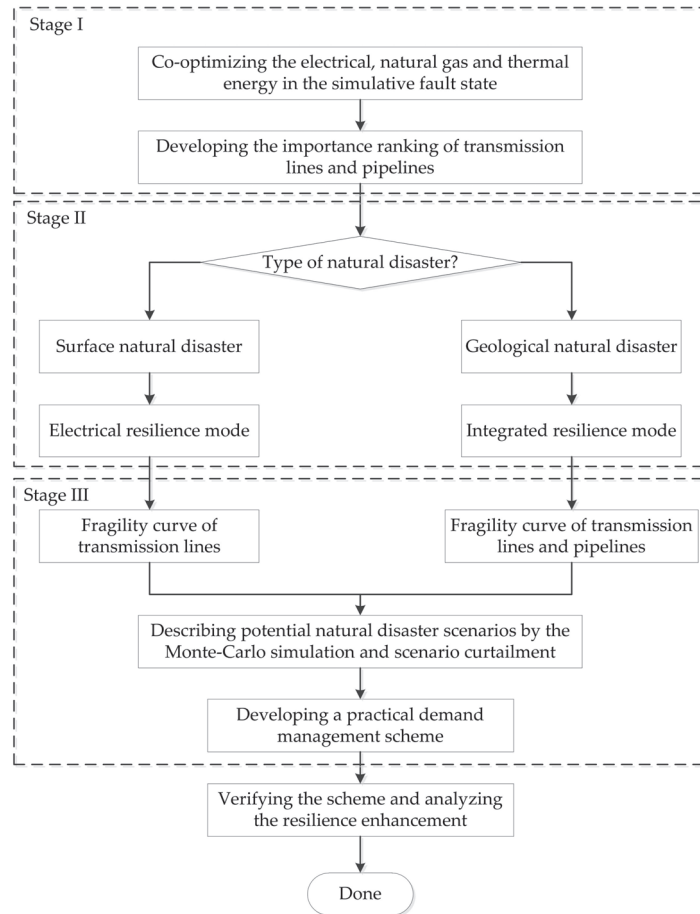 Stage I
Co-optimizing the electrical, natural gas and thermal
energy in the simulative fault state
Developing the importance ranking of transmission
lines and pipelines
Stage II
Type of natural disaster?
Surface natural disaster
Geological natural disaster
Electrical resilience mode
Integrated resilience mode
Stage III
Fragility curve of
transmission lines
Fragility curve of transmission
lines and pipelines
Describing potential natural disaster scenarios by the
Monte-Carlo simulation and scenario curtailment
Developing a practical demand
management scheme
Verifying the scheme and analyzing
the resilience enhancement
Done